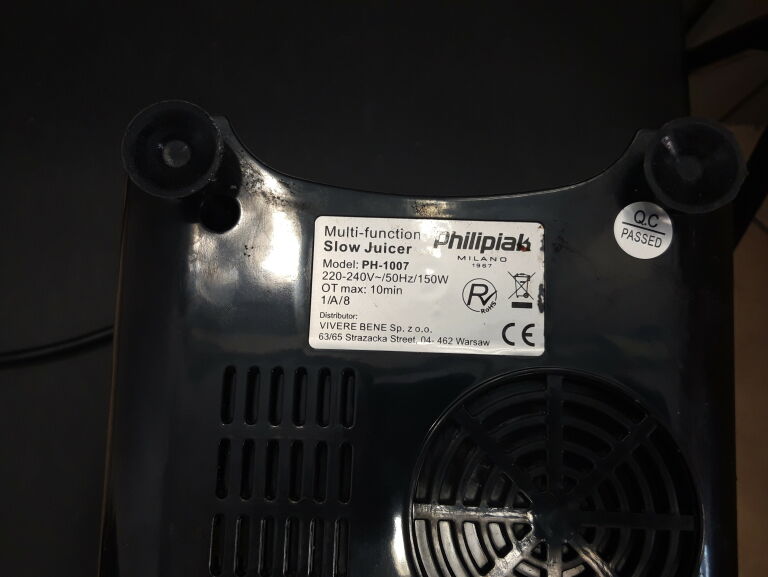 Multi-function
Slow Juicer
Philipiak
MILANO
1967
Model: PH-1007
220-240V~/50Hz/150W
OT max: 10min
1/A/8
R
RoHS
Distributor:
VIVERE BENE Sp. z o.o.
63/65 Strazacka Street, 04- 462 Warsaw
CE
Q.C
PASSED